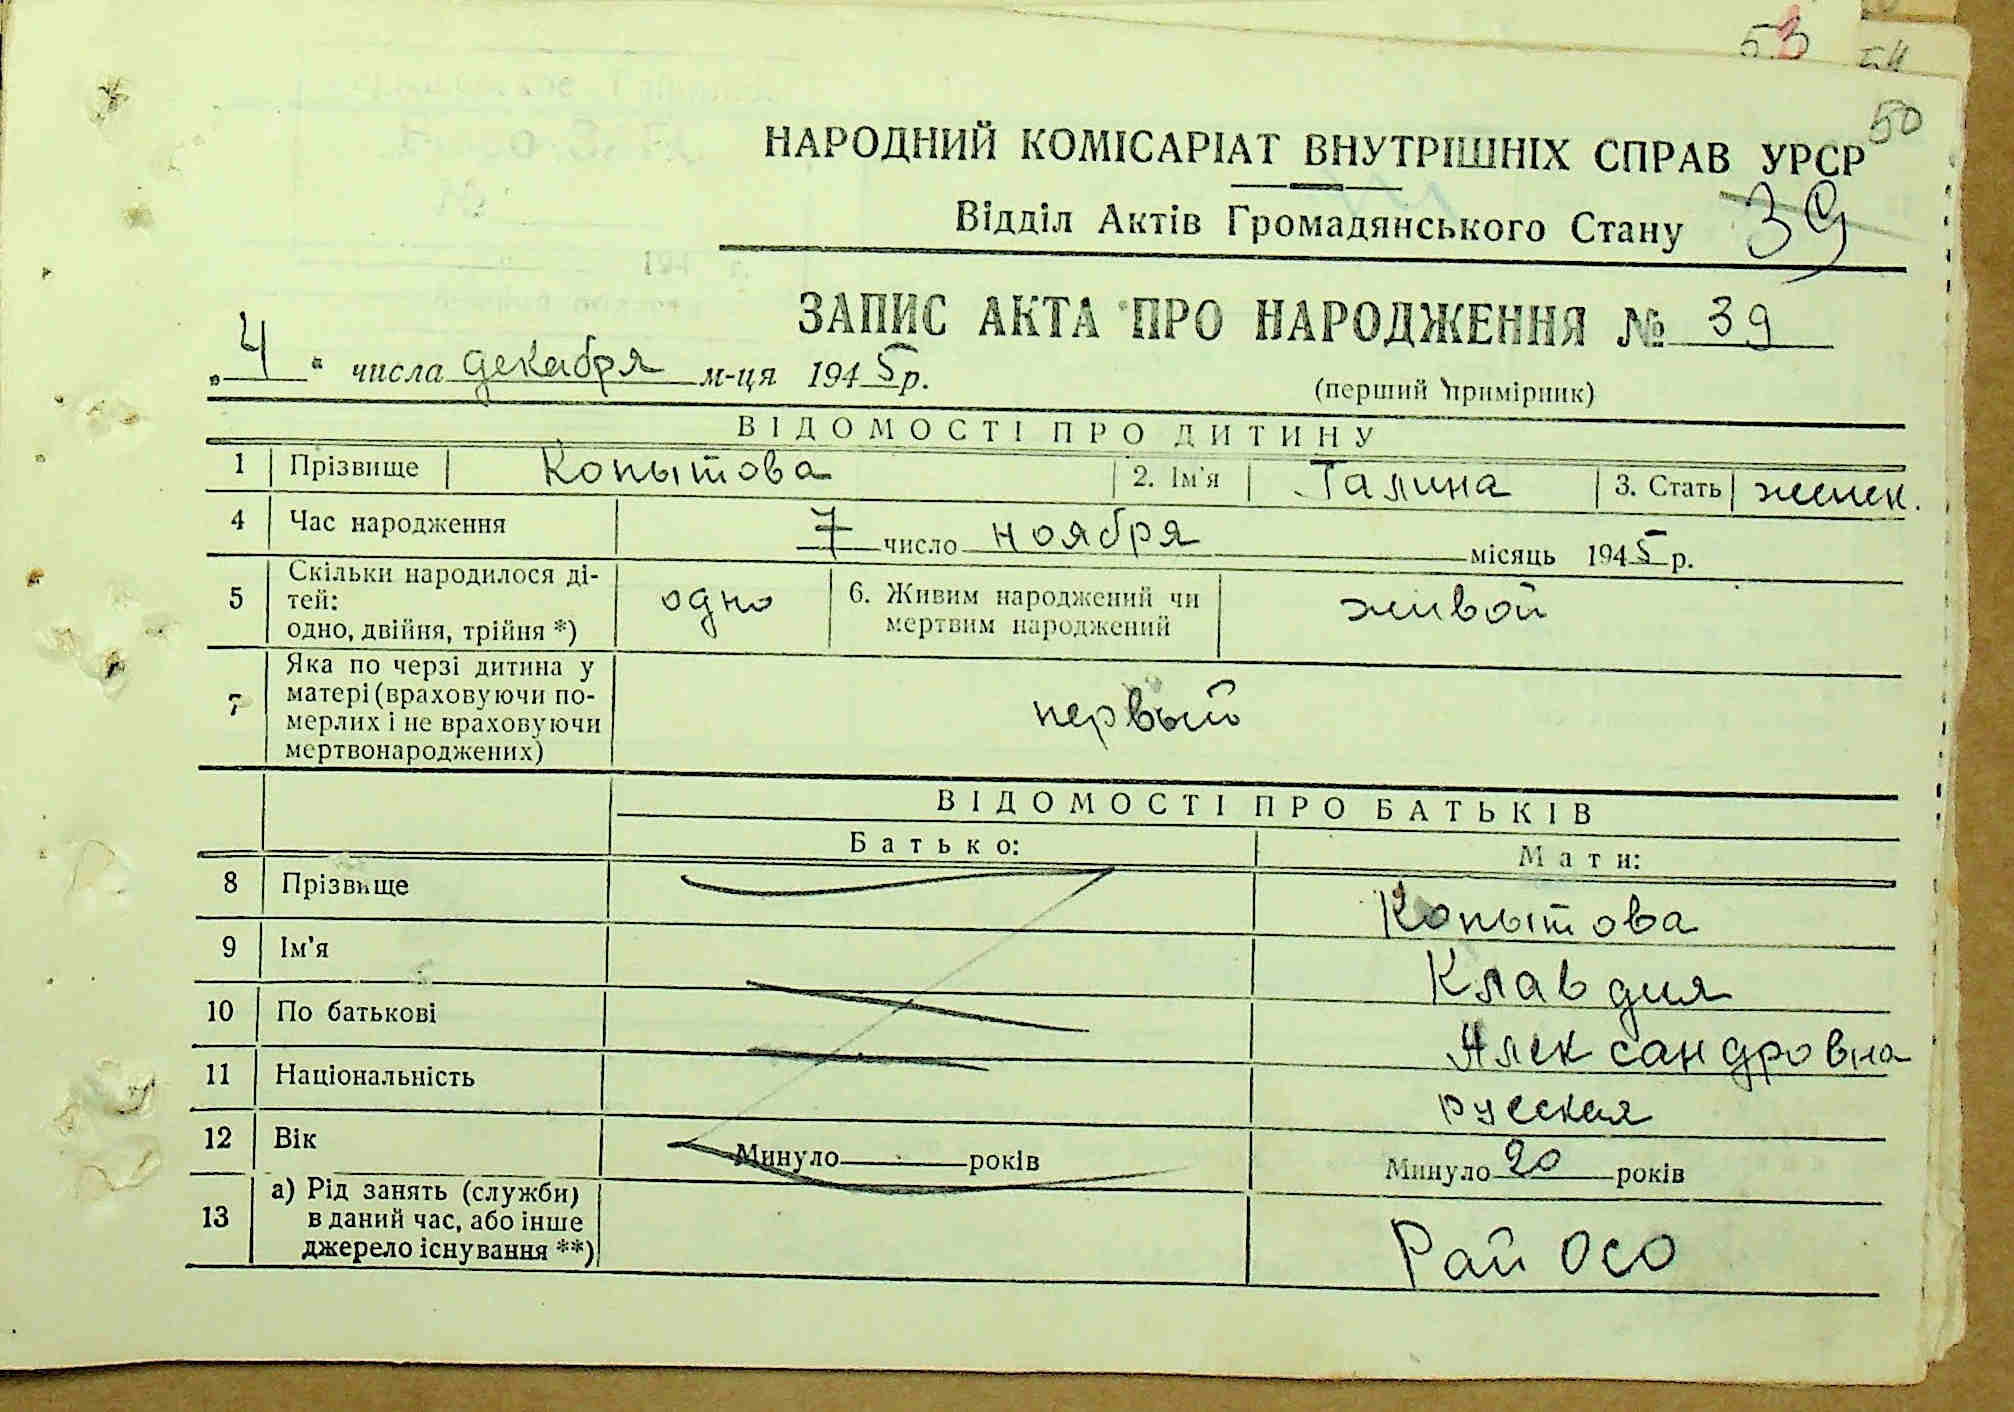 53 54
50
НАРОДНИЙ КОМІСАРІАТ ВНУТРІШНІХ СПРАВ УРСР
Відділ Актів Громадянського Стану 39
ЗАПИС АКТА ПРО НАРОДЖЕННЯ № 39
„4“ числа декабря м-ця 1945 р.
(перший примірник)
ВІДОМОСТІ ПРО ДИТИНУ
1 Прізвище Копытова 2. Ім'я Галина 3. Стать женск.
4 Час народження 7 число ноября місяць 1945 р.
5 Скільки народилося ді-
тей:
одно, двійня, трійня *) одно 6. Живим народжений чи
мертвим народжений живой
7 Яка по черзі дитина у
матері (враховуючи по-
мерлих і не враховуючи
мертвонароджених) первый
ВІДОМОСТІ ПРО БАТЬКІВ
Батько: Мати:
8 Прізвище Копытова
9 Ім'я Клавдия
10 По батькові Александровна
11 Національність русская
12 Вік Минуло років Минуло 20 років
13 а) Рід занять (служби)
в даний час, або інше
джерело існування **) Рай ОСО